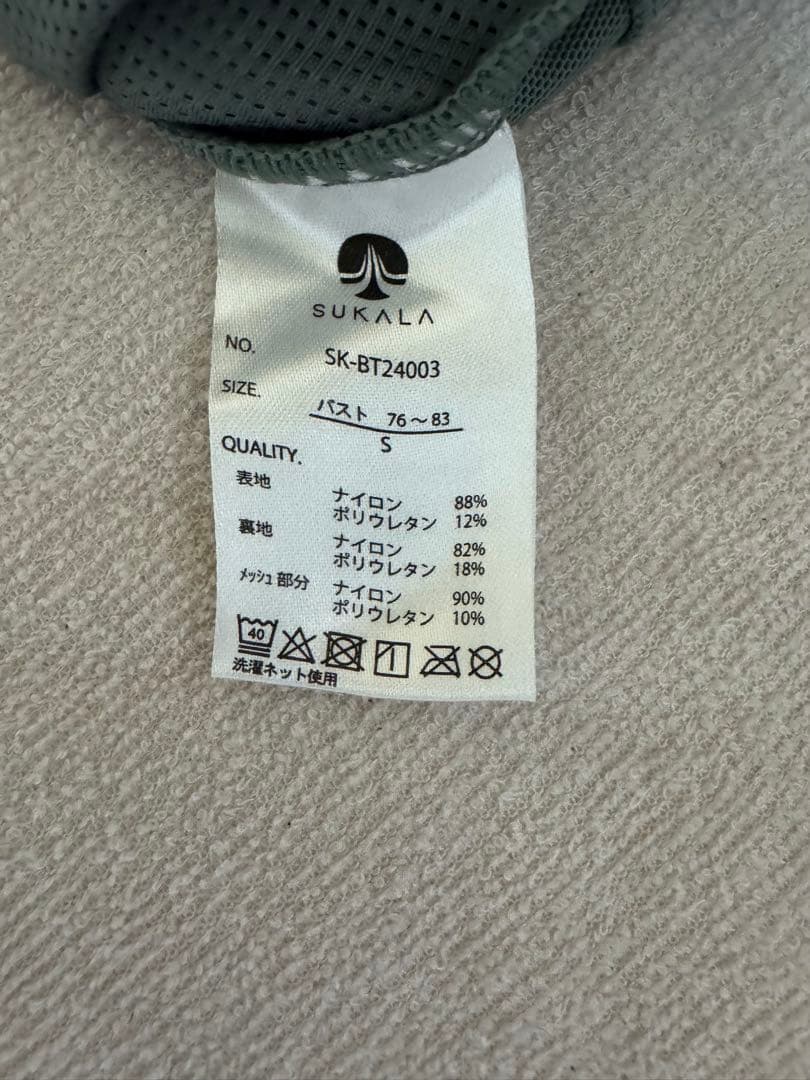 SUKALA
NO. SK-BT24003
SIZE. バスト 76～83
S
QUALITY.
表地 ナイロン 88%
ポリウレタン 12%
裏地 ナイロン 82%
ポリウレタン 18%
メッシュ部分 ナイロン 90%
ポリウレタン 10%
40
洗濯ネット使用